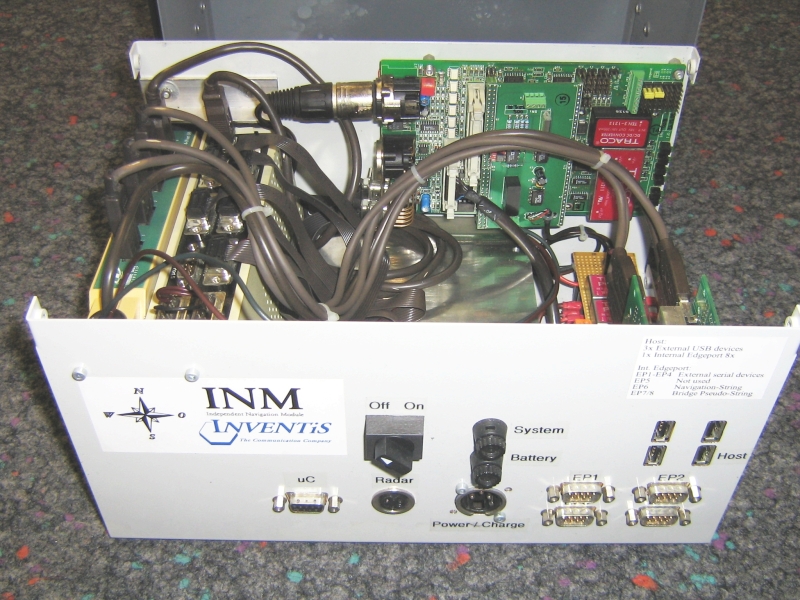 TRACO
Host:
3x External USB devices
1x Internal Edgeport 8x
Int. Edgeport:
EP1-EP4 External serial devices
EP5 Not used
EP6 Navigation-String
EP7/8 Bridge Pseudo-String
N
W O
S
INM
Independent Navigation Module
INVENTiS
The Communication Company
Off On
System
Battery
Host
uC
Radar
EP1
EP2
Power / Charge